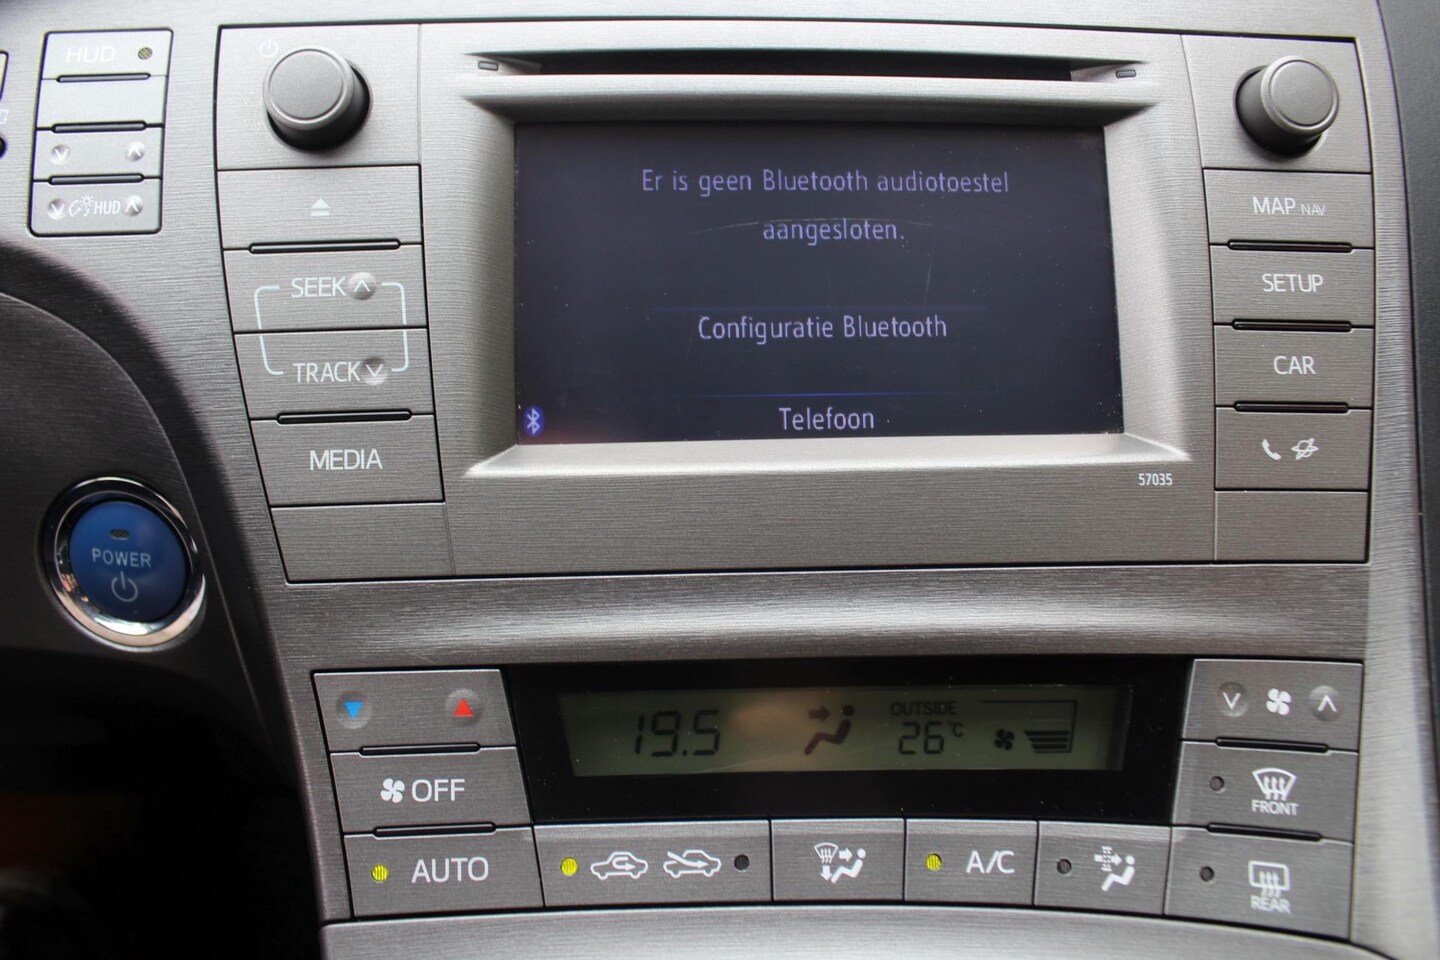 HUD
HUD
SEEK
TRACK
MEDIA
POWER
Er is geen Bluetooth audiotoestel
aangesloten.
Configuratie Bluetooth
Telefoon
57035
MAP NAV
SETUP
CAR
OFF
AUTO
19.5
OUTSIDE
26°C
A/C
FRONT
REAR